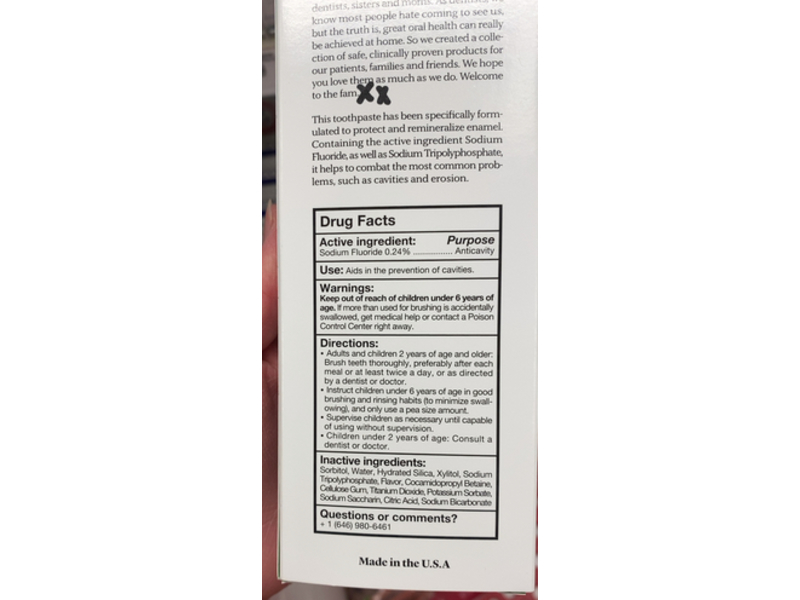 dentists, sisters and moms. As dentists, we
know most people hate coming to see us,
but the truth is, great oral health can really
be achieved at home. So we created a colle-
ction of safe, clinically proven products for
our patients, families and friends. We hope
you love them as much as we do. Welcome
to the fam. xx
This toothpaste has been specifically form-
ulated to protect and remineralize enamel.
Containing the active ingredient Sodium
Fluoride, as well as Sodium Tripolyphosphate,
it helps to combat the most common prob-
lems, such as cavities and erosion.
Drug Facts
Active ingredient: Purpose
Sodium Fluoride 0.24% ................ Anticavity
Use: Aids in the prevention of cavities.
Warnings:
Keep out of reach of children under 6 years of
age. If more than used for brushing is accidentally
swallowed, get medical help or contact a Poison
Control Center right away.
Directions:
• Adults and children 2 years of age and older:
Brush teeth thoroughly, preferably after each
meal or at least twice a day, or as directed
by a dentist or doctor.
• Instruct children under 6 years of age in good
brushing and rinsing habits (to minimize swall-
owing), and only use a pea size amount.
• Supervise children as necessary until capable
of using without supervision.
• Children under 2 years of age: Consult a
dentist or doctor.
Inactive ingredients:
Sorbitol, Water, Hydrated Silica, Xylitol, Sodium
Tripolyphosphate, Flavor, Cocamidopropyl Betaine,
Cellulose Gum, Titanium Dioxide, Potassium Sorbate,
Sodium Saccharin, Citric Acid, Sodium Bicarbonate
Questions or comments?
+ 1 (646) 980-6461
Made in the U.S.A